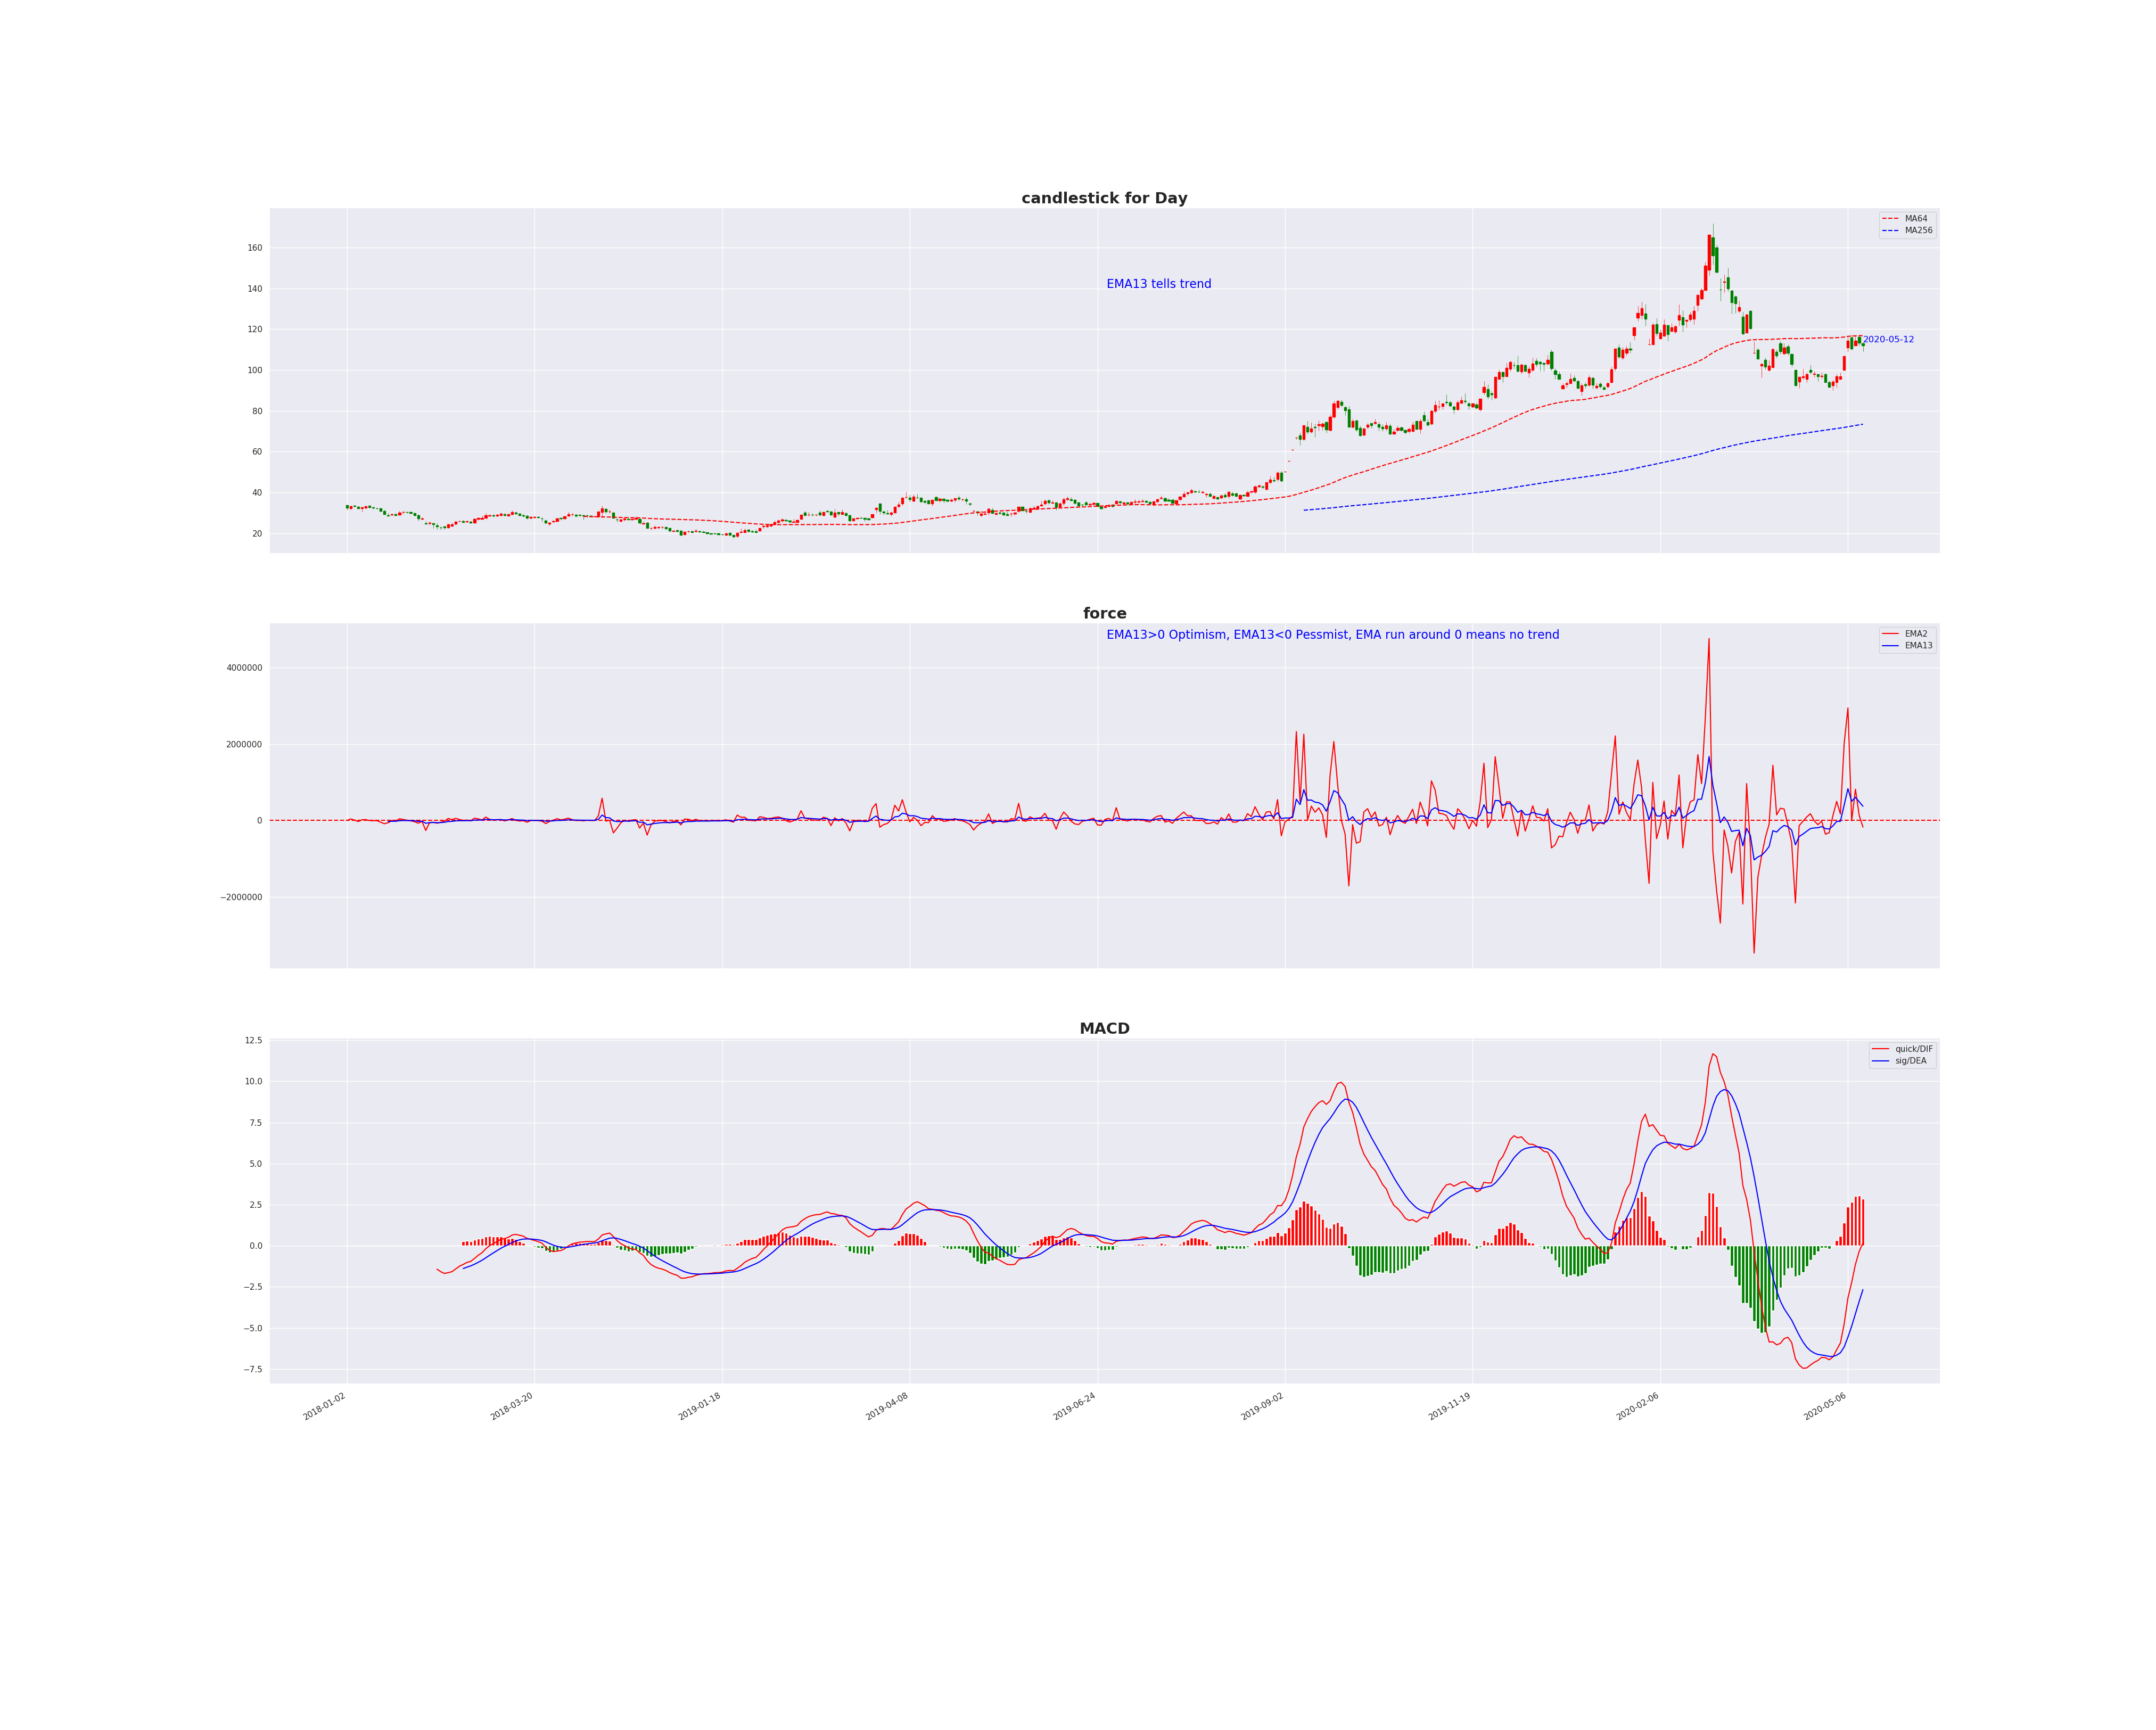 candlestick for Day
MA64
MA256
160
140
120
100
80
60
40
20
EMA13 tells trend
2020-05-12
force
EMA13>0 Optimism, EMA13<0 Pessmist, EMA run around 0 means no trend
EMA2
EMA13
4000000
2000000
0
−2000000
MACD
quick/DIF
sig/DEA
12.5
10.0
7.5
5.0
2.5
0.0
−2.5
−5.0
−7.5
2018-01-02
2018-03-20
2019-01-18
2019-04-08
2019-06-24
2019-09-02
2019-11-19
2020-02-06
2020-05-06